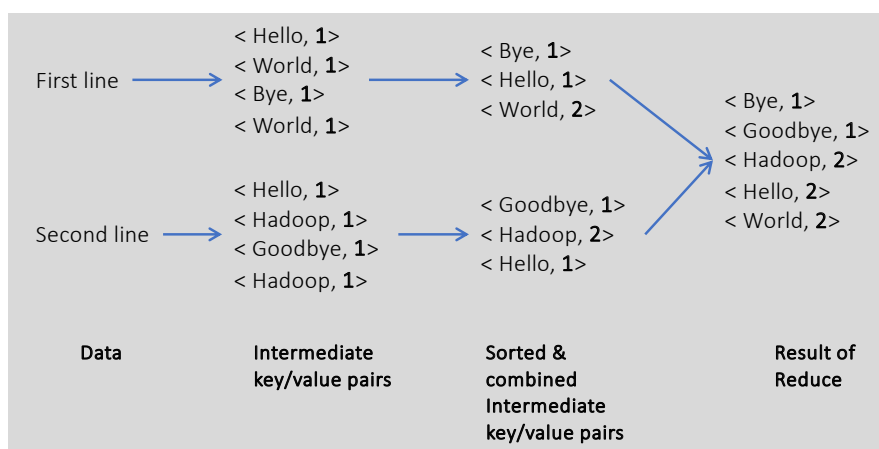 First line
< Hello, 1>
< World, 1>
< Bye, 1>
< World, 1>
< Bye, 1>
< Hello, 1>
< World, 2>
Second line
< Hello, 1>
< Hadoop, 1>
< Goodbye, 1>
< Hadoop, 1>
< Goodbye, 1>
< Hadoop, 2>
< Hello, 1>
< Bye, 1>
< Goodbye, 1>
< Hadoop, 2>
< Hello, 2>
< World, 2>
Data
Intermediate
key/value pairs
Sorted &
combined
Intermediate
key/value pairs
Result of
Reduce